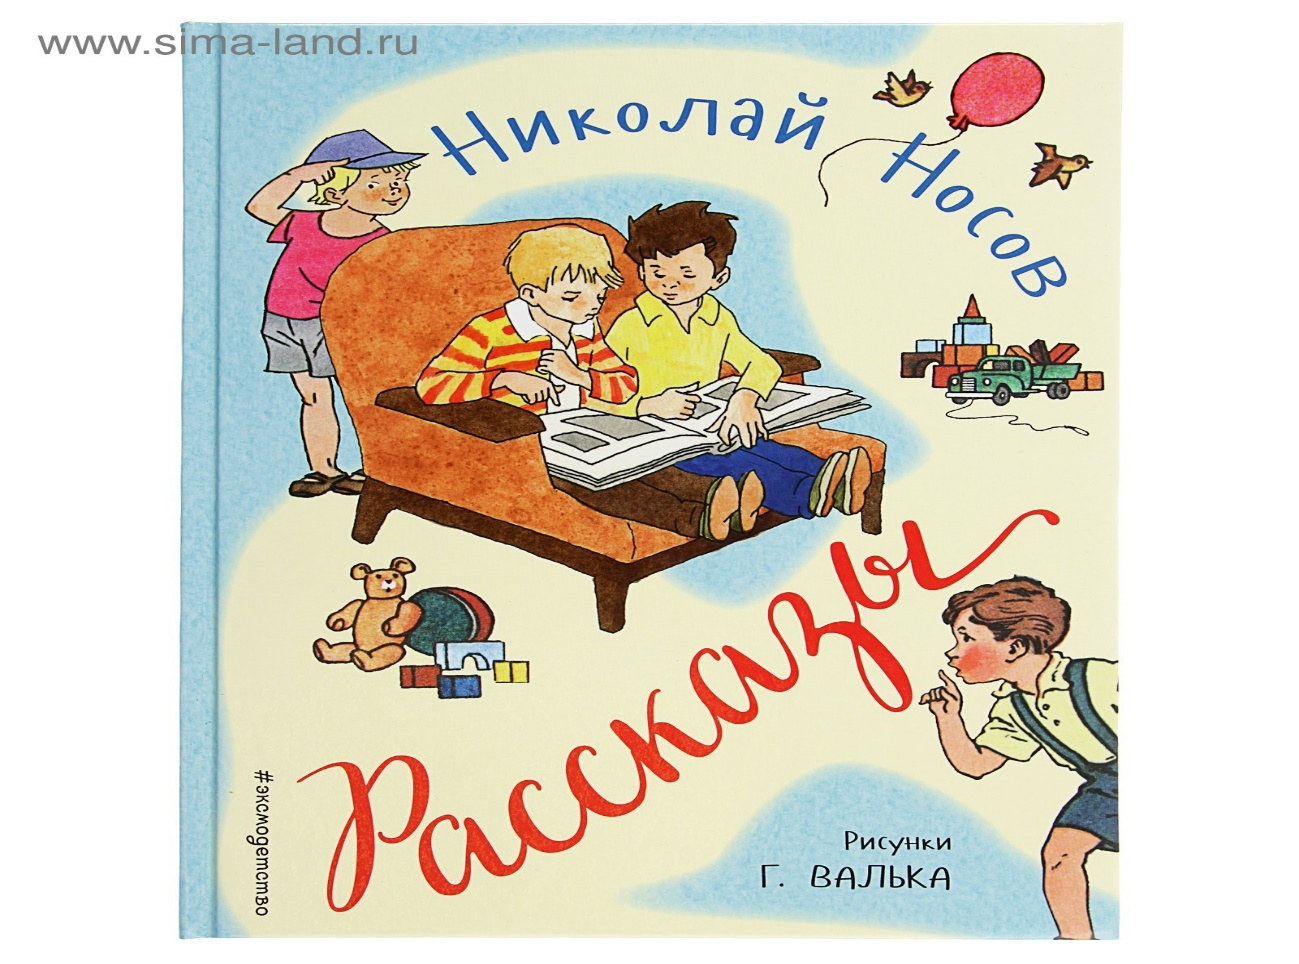 www.sima-land.ru
Николай Носов
Рассказы
Рисунки
Г. ВАЛЬКА
#эксмодетство